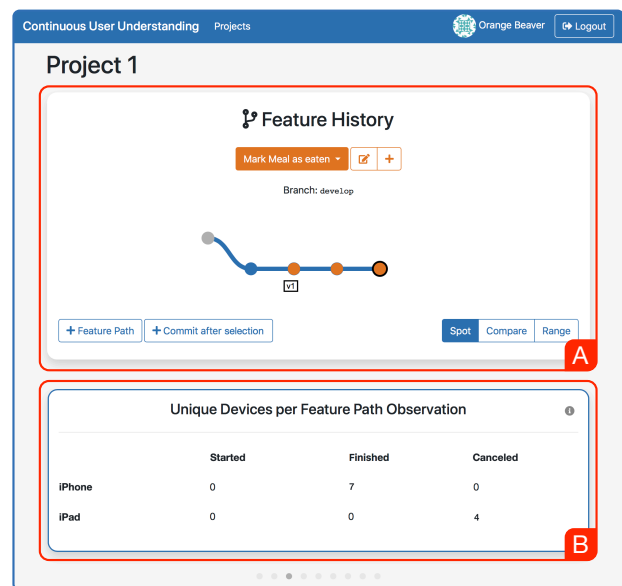 Continuous User Understanding Projects Orange Beaver Logout
Project 1
Feature History
Mark Meal as eaten
Branch: develop
v1
+ Feature Path + Commit after selection Spot Compare Range
A
Unique Devices per Feature Path Observation
Started Finished Canceled
iPhone 0 7 0
iPad 0 0 4
B